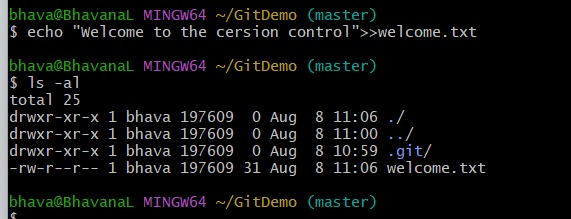 bhava@BhavanaL MINGW64 ~/GitDemo (master)
$ echo "Welcome to the cersion control">>welcome.txt
bhava@BhavanaL MINGW64 ~/GitDemo (master)
$ ls -al
total 25
drwxr-xr-x 1 bhava 197609  0 Aug  8 11:06 ./
drwxr-xr-x 1 bhava 197609  0 Aug  8 11:00 ../
drwxr-xr-x 1 bhava 197609  0 Aug  8 10:59 .git/
-rw-r--r-- 1 bhava 197609 31 Aug  8 11:06 welcome.txt
bhava@BhavanaL MINGW64 ~/GitDemo (master)
$